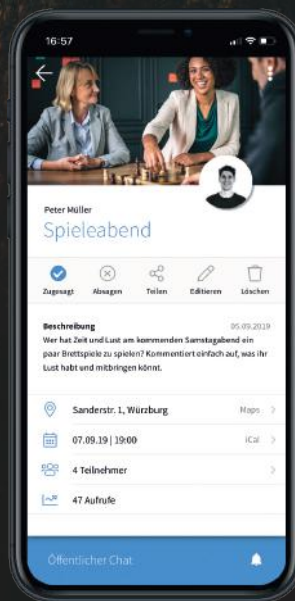 16:57
Peter Müller
Spieleabend
Zugesagt Absagen Teilen Editieren Löschen
Beschreibung 05.09.2019
Wer hat Zeit und Lust am kommenden Samstagabend ein
paar Brettspiele zu spielen? Kommentiert einfach auf, was ihr
Lust habt und mitbringen könnt.
Sanderstr. 1, Würzburg Maps
07.09.19 | 19:00 iCal
4 Teilnehmer
47 Aufrufe
Öffentlicher Chat